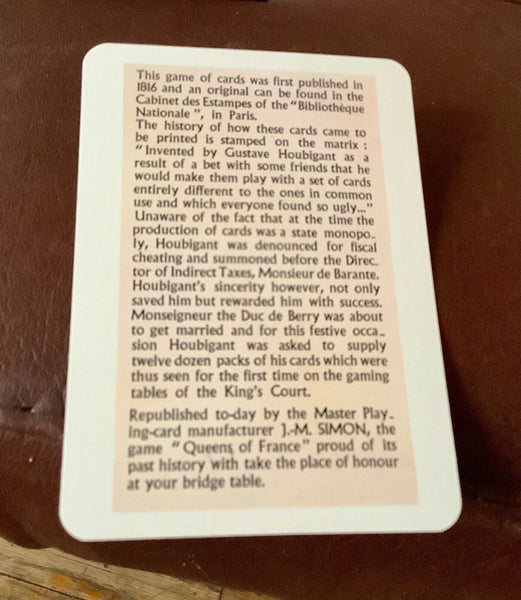 This game of cards was first published in
1816 and an original can be found in the
Cabinet des Estampes of the "Bibliothèque
Nationale", in Paris.
The history of how these cards came to
be printed is stamped on the matrix :
"Invented by Gustave Houbigant as a
result of a bet with some friends that he
would make them play with a set of cards
entirely different to the ones in common
use and which everyone found so ugly..."
Unaware of the fact that at the time the
production of cards was a state monopo-
ly, Houbigant was denounced for fiscal
cheating and summoned before the Direc-
tor of Indirect Taxes, Monsieur de Barante.
Houbigant's sincerity however, not only
saved him but rewarded him with success.
Monseigneur the Duc de Berry was about
to get married and for this festive occa-
sion Houbigant was asked to supply
twelve dozen packs of his cards which were
thus seen for the first time on the gaming
tables of the King's Court.
Republished to-day by the Master Play-
ing-card manufacturer J.-M. SIMON, the
game "Queens of France" proud of its
past history with take the place of honour
at your bridge table.